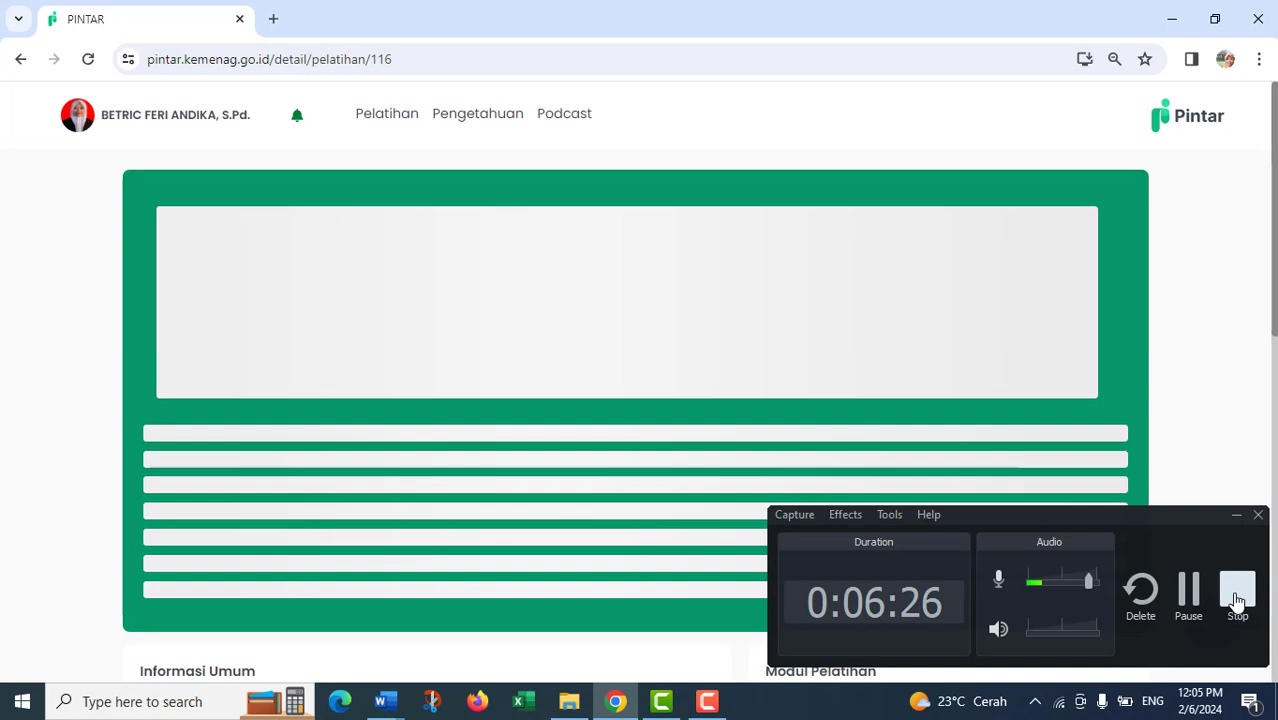 PINTAR
pintar.kemenag.go.id/detail/pelatihan/116
BETRIC FERI ANDIKA, S.Pd.
Pelatihan
Pengetahuan
Podcast
Pintar
Capture
Effects
Tools
Help
Duration
Audio
0:06:26
Delete
Pause
Stop
Informasi Umum
Modul Pelatihan
Type here to search
23°C Cerah
ENG
12:05 PM
2/6/2024
1